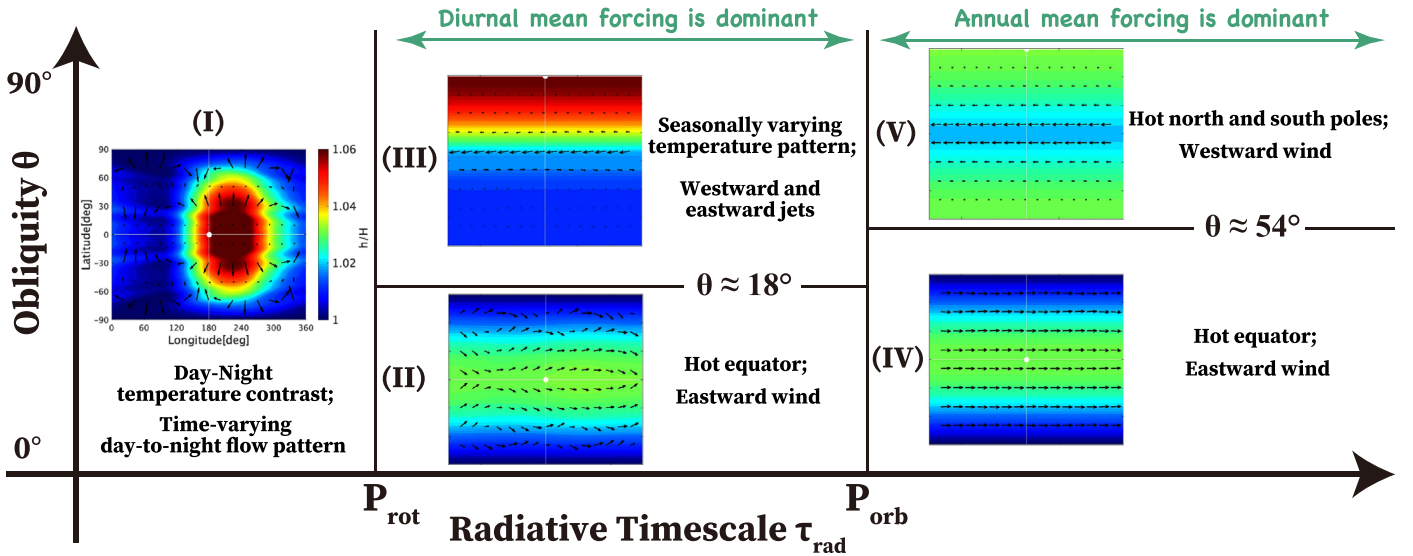 Diurnal mean forcing is dominant
Annual mean forcing is dominant
90°
Obliquity θ
0°
(I)
90
60
30
0
−30
−60
−90
Latitude[deg]
0 60 120 180 240 300 360
Longitude[deg]
1.06
1.04
1.02
1
h/H
Day-Night
temperature contrast;
Time-varying
day-to-night flow pattern
(III)
Seasonally varying
temperature pattern;
Westward and
eastward jets
θ ≈ 18°
(II)
Hot equator;
Eastward wind
(V)
Hot north and south poles;
Westward wind
θ ≈ 54°
(IV)
Hot equator;
Eastward wind
Prot
Porb
Radiative Timescale τrad